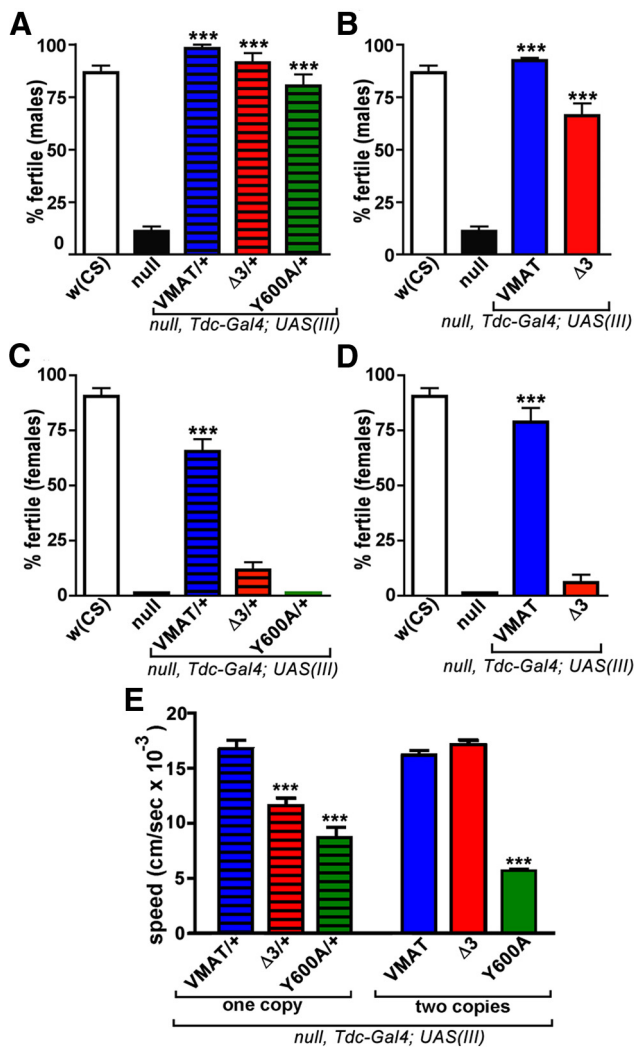 A
100
75
50
25
0
% fertile (males)
***
***
***
w(CS)
null
VMAT/+
Δ3/+
Y600A/+
null, Tdc-Gal4; UAS(III)
B
100
75
50
25
0
% fertile (males)
***
***
w(CS)
null
VMAT
Δ3
null, Tdc-Gal4; UAS(III)
C
100
75
50
25
0
% fertile (females)
***
w(CS)
null
VMAT/+
Δ3/+
Y600A/+
null, Tdc-Gal4; UAS(III)
D
100
75
50
25
0
% fertile (females)
***
w(CS)
null
VMAT
Δ3
null, Tdc-Gal4; UAS(III)
E
20
15
10
5
0
speed (cm/sec x 10⁻³)
***
***
***
VMAT/+
Δ3/+
Y600A/+
VMAT
Δ3
Y600A
one copy
two copies
null, Tdc-Gal4; UAS(III)